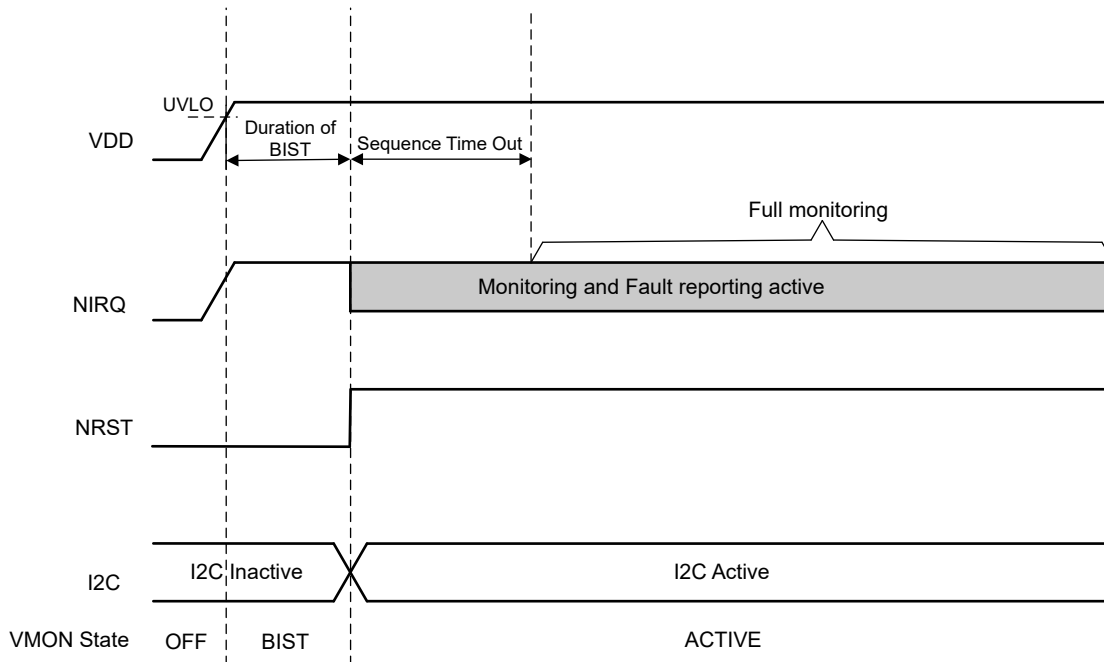 UVLO
VDD
Duration of
BIST
Sequence Time Out
Full monitoring
NIRQ
Monitoring and Fault reporting active
NRST
I2C
I2C Inactive
I2C Active
VMON State
OFF
BIST
ACTIVE